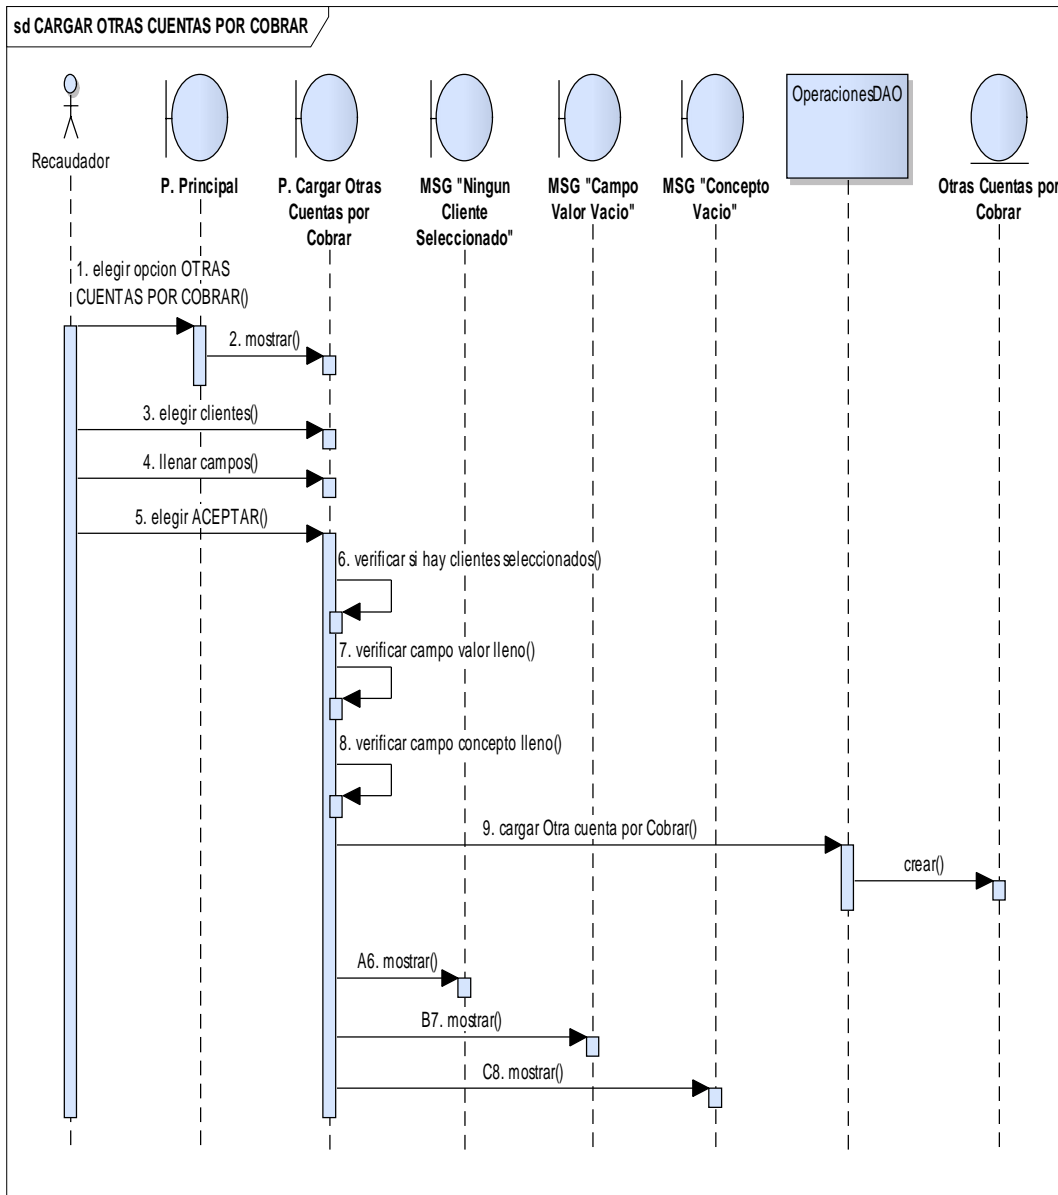 sd CARGAR OTRAS CUENTAS POR COBRAR
Recaudador
P. Principal
P. Cargar Otras
Cuentas por
Cobrar
MSG "Ningun
Cliente
Seleccionado"
MSG "Campo
Valor Vacio"
MSG "Concepto
Vacio"
OperacionesDAO
Otras Cuentas por
Cobrar
1. elegir opcion OTRAS
CUENTAS POR COBRAR()
2. mostrar()
3. elegir clientes()
4. llenar campos()
5. elegir ACEPTAR()
6. verificar si hay clientes seleccionados()
7. verificar campo valor lleno()
8. verificar campo concepto lleno()
9. cargar Otra cuenta por Cobrar()
crear()
A6. mostrar()
B7. mostrar()
C8. mostrar()